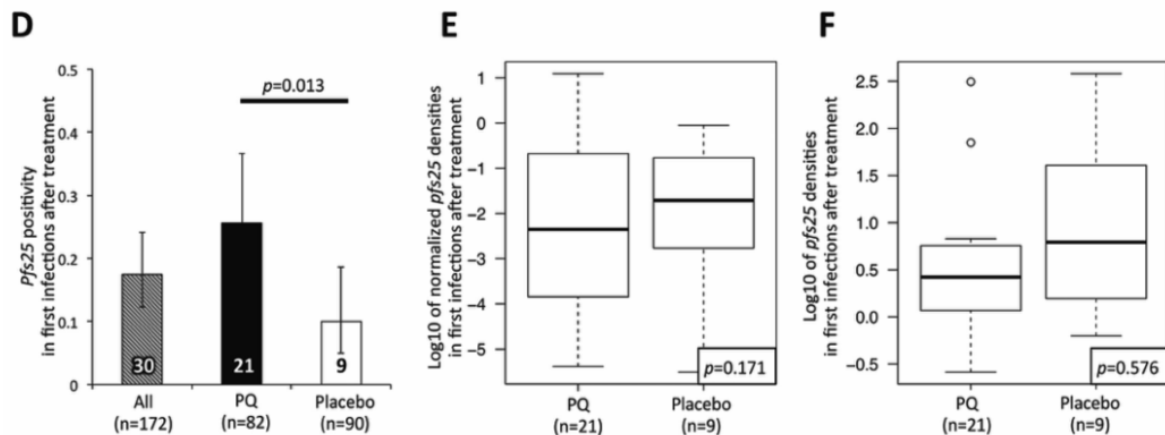 D
Pfs25 positivity
in first infections after treatment
0.5
0.4
0.3
0.2
0.1
0
p=0.013
30
21
9
All
(n=172)
PQ
(n=82)
Placebo
(n=90)
E
Log10 of normalized pfs25 densities
in first infections after treatment
1
0
−1
−2
−3
−4
−5
p=0.171
PQ
(n=21)
Placebo
(n=9)
F
Log10 of pfs25 densities
in first infections after treatment
2.5
2.0
1.5
1.0
0.5
0.0
−0.5
p=0.576
PQ
(n=21)
Placebo
(n=9)